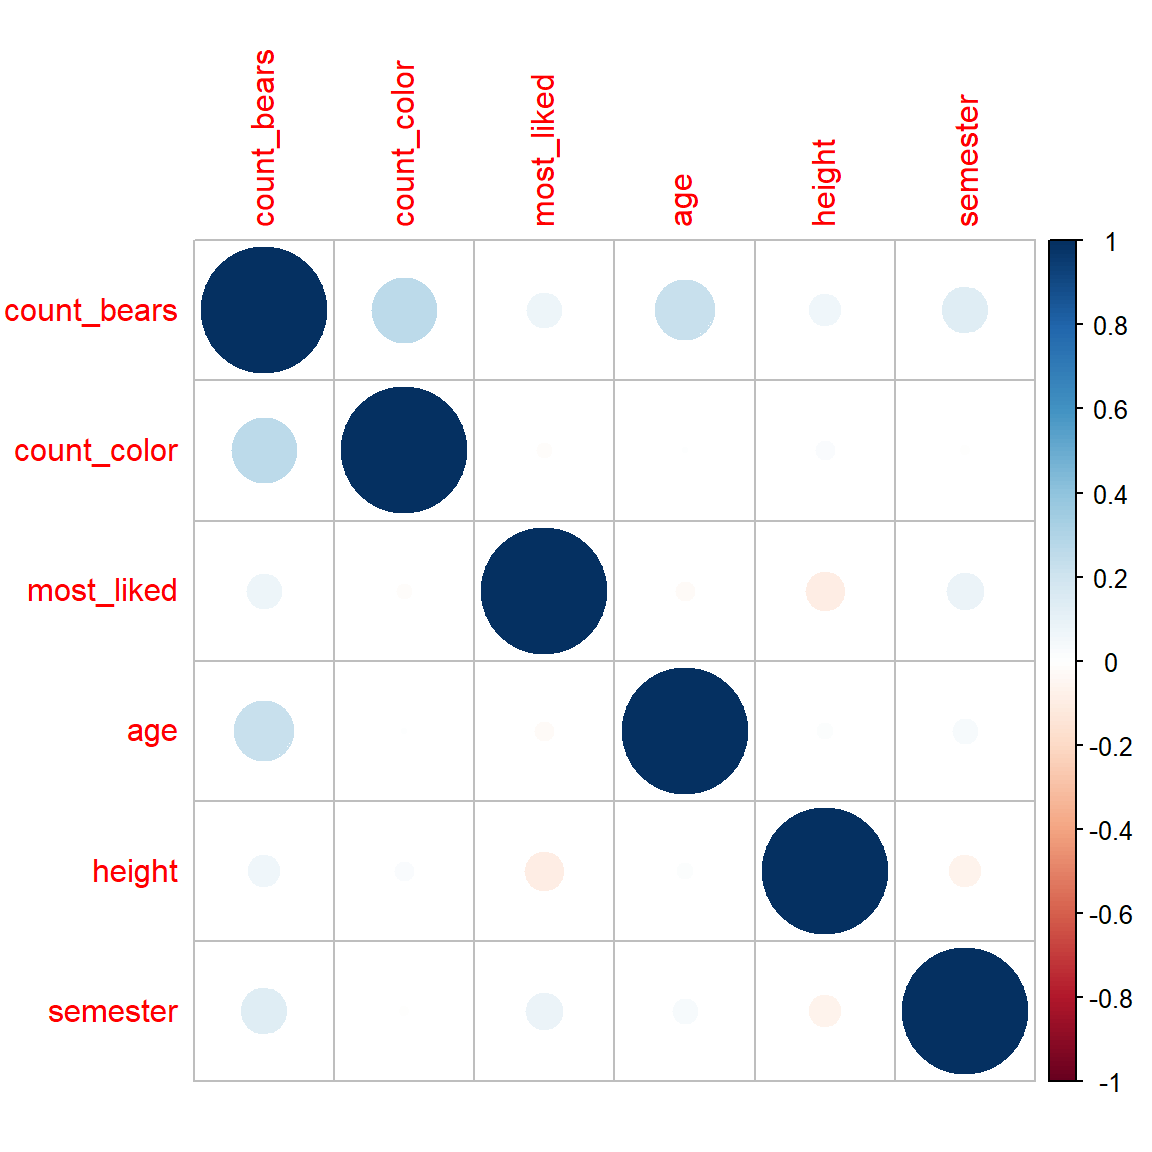 count_bears
count_color
most_liked
age
height
semester
count_bears
count_color
most_liked
age
height
semester
1
0.8
0.6
0.4
0.2
0
-0.2
-0.4
-0.6
-0.8
-1